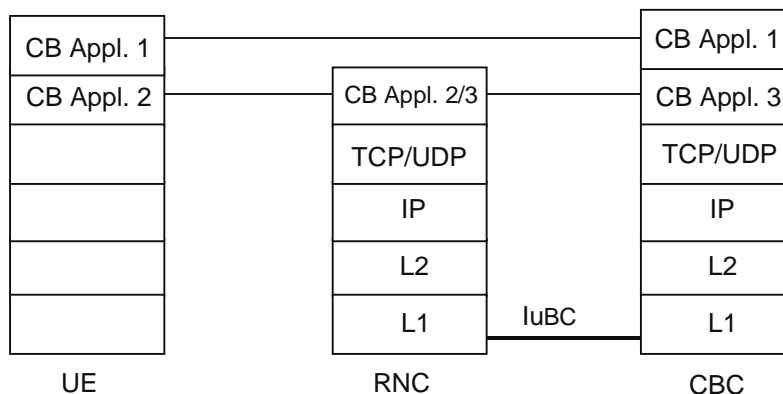 CB Appl. 1
CB Appl. 1
CB Appl. 2
CB Appl. 2/3
CB Appl. 3
TCP/UDP
TCP/UDP
IP
IP
L2
L2
L1
IuBC
L1
UE
RNC
CBC